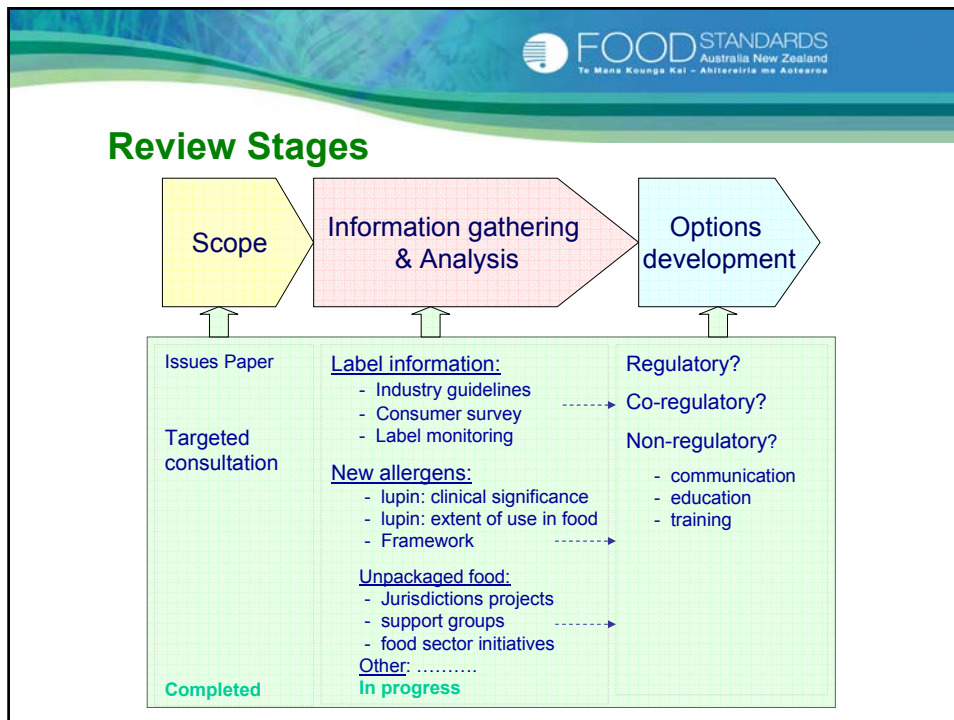 FOOD STANDARDS
Australia New Zealand
Te Mana Kounga Kai – Ahitereiria me Aotearoa
Review Stages
Scope
Information gathering
& Analysis
Options
development
Issues Paper
Targeted
consultation
Completed
Label information:
- Industry guidelines
- Consumer survey
- Label monitoring
New allergens:
- lupin: clinical significance
- lupin: extent of use in food
- Framework
Unpackaged food:
- Jurisdictions projects
- support groups
- food sector initiatives
Other: ……….
In progress
Regulatory?
Co-regulatory?
Non-regulatory?
- communication
- education
- training